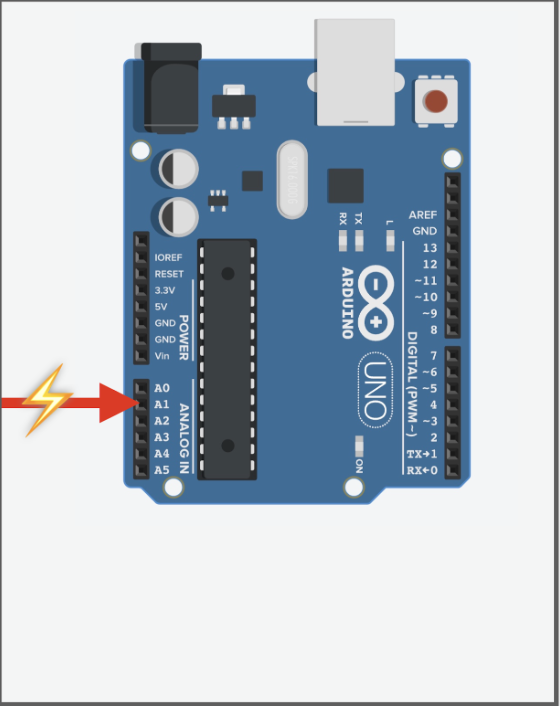 AREF
GND
13
12
~11
~10
~9
8
7
~6
~5
4
~3
2
TX→1
RX←0
DIGITAL (PWM~)
IOREF
RESET
3.3V
5V
GND
GND
Vin
POWER
A0
A1
A2
A3
A4
A5
ANALOG IN
RX
TX
L
ARDUINO
UNO
ON